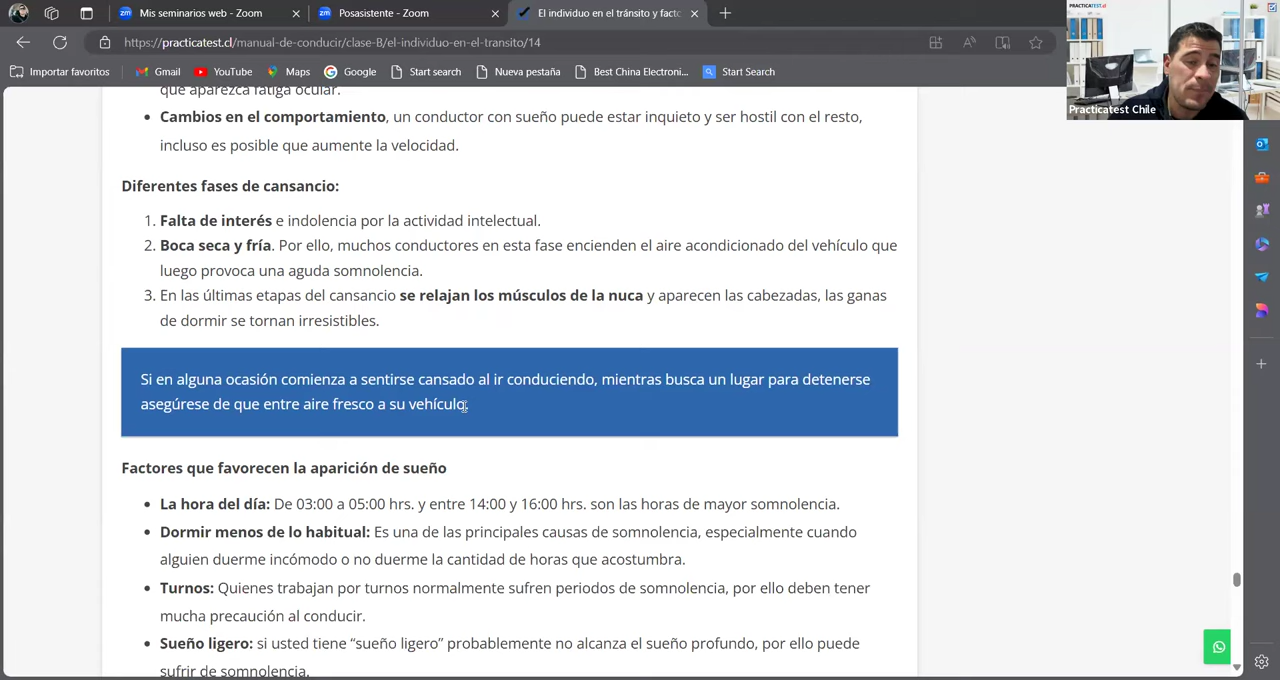 Mis seminarios web - Zoom
Posasistente - Zoom
El individuo en el tránsito y facto
https://practicatest.cl/manual-de-conducir/clase-B/el-individuo-en-el-transito/14
Importar favoritos
Gmail
YouTube
Maps
Google
Start search
Nueva pestaña
Best China Electroni...
Start Search
PRACTICATEST.cl
Practicatest Chile
que aparezca fatiga ocular.
• Cambios en el comportamiento, un conductor con sueño puede estar inquieto y ser hostil con el resto,
incluso es posible que aumente la velocidad.
Diferentes fases de cansancio:
1. Falta de interés e indolencia por la actividad intelectual.
2. Boca seca y fría. Por ello, muchos conductores en esta fase encienden el aire acondicionado del vehículo que
luego provoca una aguda somnolencia.
3. En las últimas etapas del cansancio se relajan los músculos de la nuca y aparecen las cabezadas, las ganas
de dormir se tornan irresistibles.
Si en alguna ocasión comienza a sentirse cansado al ir conduciendo, mientras busca un lugar para detenerse
asegúrese de que entre aire fresco a su vehículo.
Factores que favorecen la aparición de sueño
• La hora del día: De 03:00 a 05:00 hrs. y entre 14:00 y 16:00 hrs. son las horas de mayor somnolencia.
• Dormir menos de lo habitual: Es una de las principales causas de somnolencia, especialmente cuando
alguien duerme incómodo o no duerme la cantidad de horas que acostumbra.
• Turnos: Quienes trabajan por turnos normalmente sufren periodos de somnolencia, por ello deben tener
mucha precaución al conducir.
• Sueño ligero: si usted tiene “sueño ligero” probablemente no alcanza el sueño profundo, por ello puede
sufrir de somnolencia.